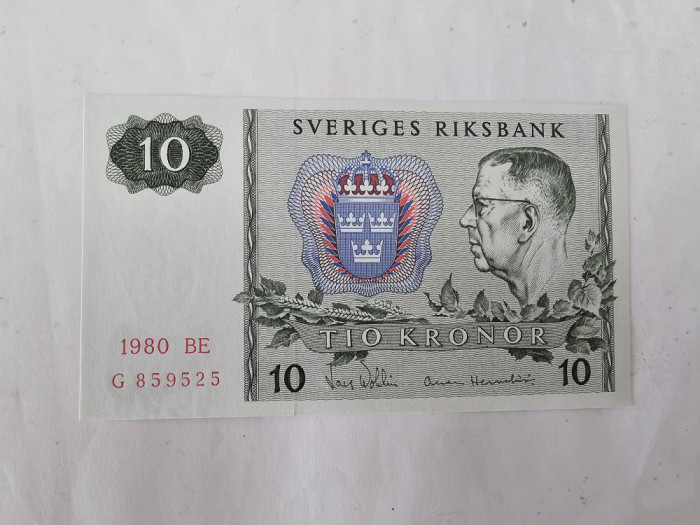 10
SVERIGES RIKSBANK
TIO KRONOR
1980 BE
G 859525
10
10